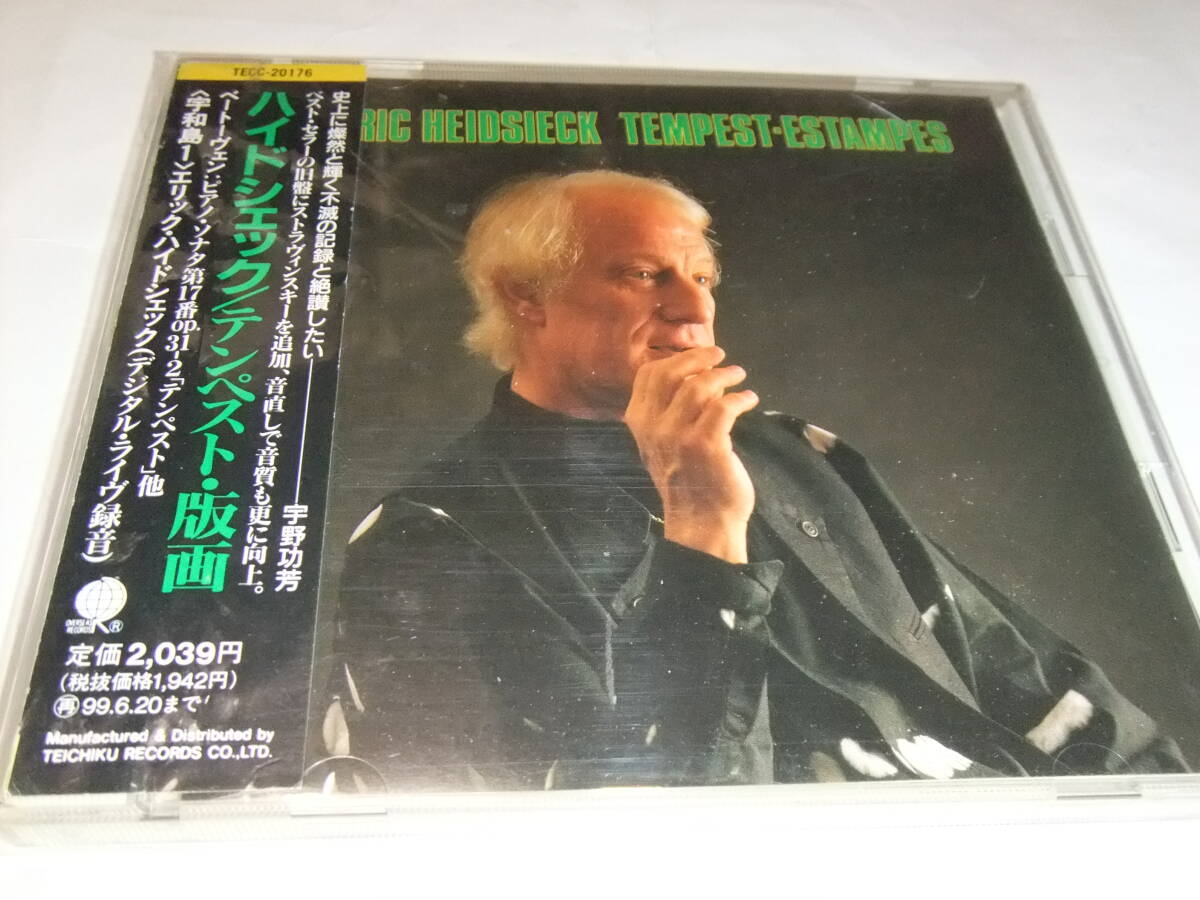 TECC-20176
史上に燦然と輝く不滅の記録と絶讃したい――宇野功芳
ベスト・セラーの旧盤にストラヴィンスキーを追加、音直しで音質も更に向上。
ハイドシェック/テンペスト・版画
ベートーヴェン:ピアノ・ソナタ第17番op.31-2「テンペスト」他
〈宇和島1〉エリック・ハイドシェック(デジタル・ライヴ録音)
OVERSEAS
RECORDS
®
定価2,039円
(税抜価格1,942円)
再99.6.20まで
Manufactured & Distributed by
TEICHIKU RECORDS CO.,LTD.
RIC HEIDSIECK TEMPEST·ESTAMPES